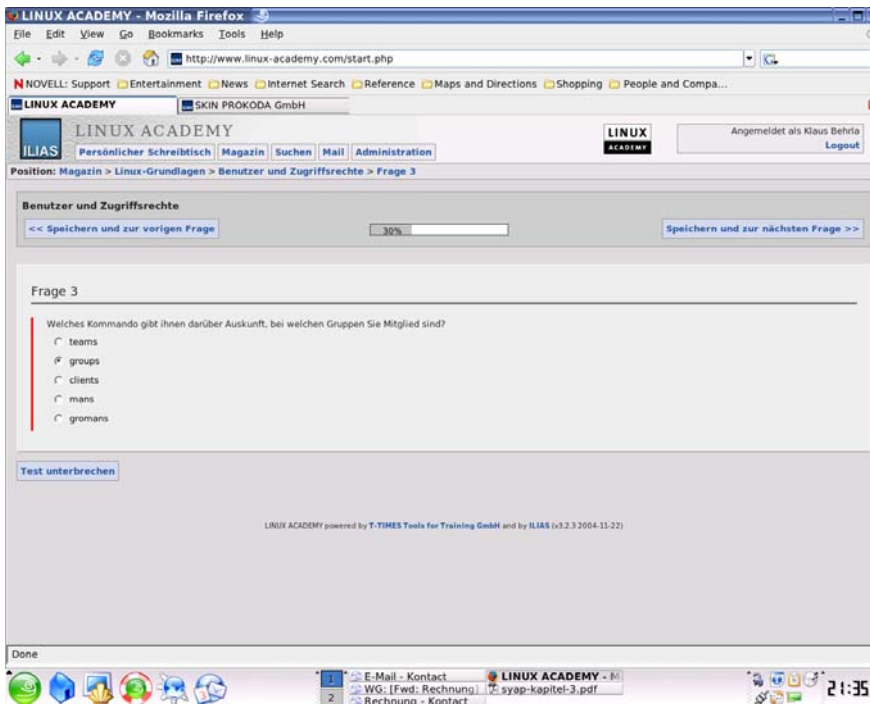 LINUX ACADEMY - Mozilla Firefox
File Edit View Go Bookmarks Tools Help
http://www.linux-academy.com/start.php
NOVELL: Support Entertainment News Internet Search Reference Maps and Directions Shopping People and Compa...
LINUX ACADEMY SKIN PROKODA GmbH
ILIAS
LINUX ACADEMY
Persönlicher Schreibtisch Magazin Suchen Mail Administration
LINUX
ACADEMY
Angemeldet als Klaus Behrla
Logout
Position: Magazin > Linux-Grundlagen > Benutzer und Zugriffsrechte > Frage 3
Benutzer und Zugriffsrechte
<< Speichern und zur vorigen Frage 30% Speichern und zur nächsten Frage >>
Frage 3
Welches Kommando gibt ihnen darüber Auskunft, bei welchen Gruppen Sie Mitglied sind?
teams
groups
clients
mans
gromans
Test unterbrechen
LINUX ACADEMY powered by T-TIMES Tools for Training GmbH and by ILIAS (v3.2.3 2004-11-22)
Done
1 E-Mail - Kontact LINUX ACADEMY - M
WG: [Fwd: Rechnung] syap-kapitel-3.pdf
2 Rechnung - Kontact
21:35